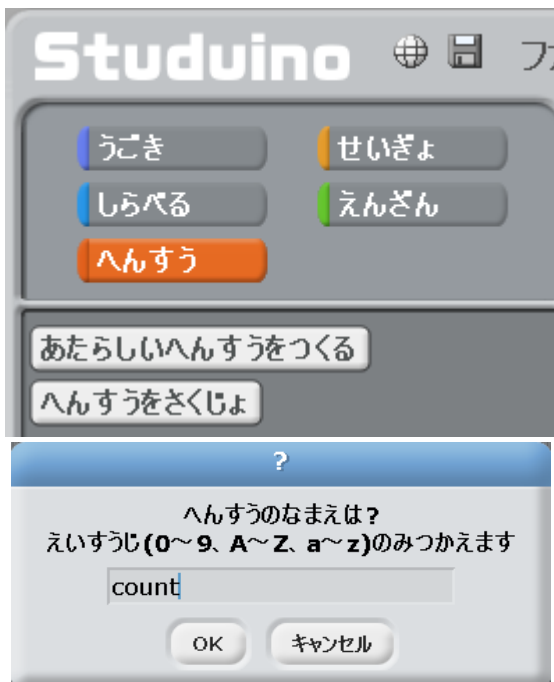 Studuino フ
うごき せいぎょ
しらべる えんざん
へんすう
あたらしいへんすうをつくる
へんすうをさくじょ
?
へんすうのなまえは?
えいすうじ(0～9、A～Z、a～z)のみつかえます
count
OK キャンセル